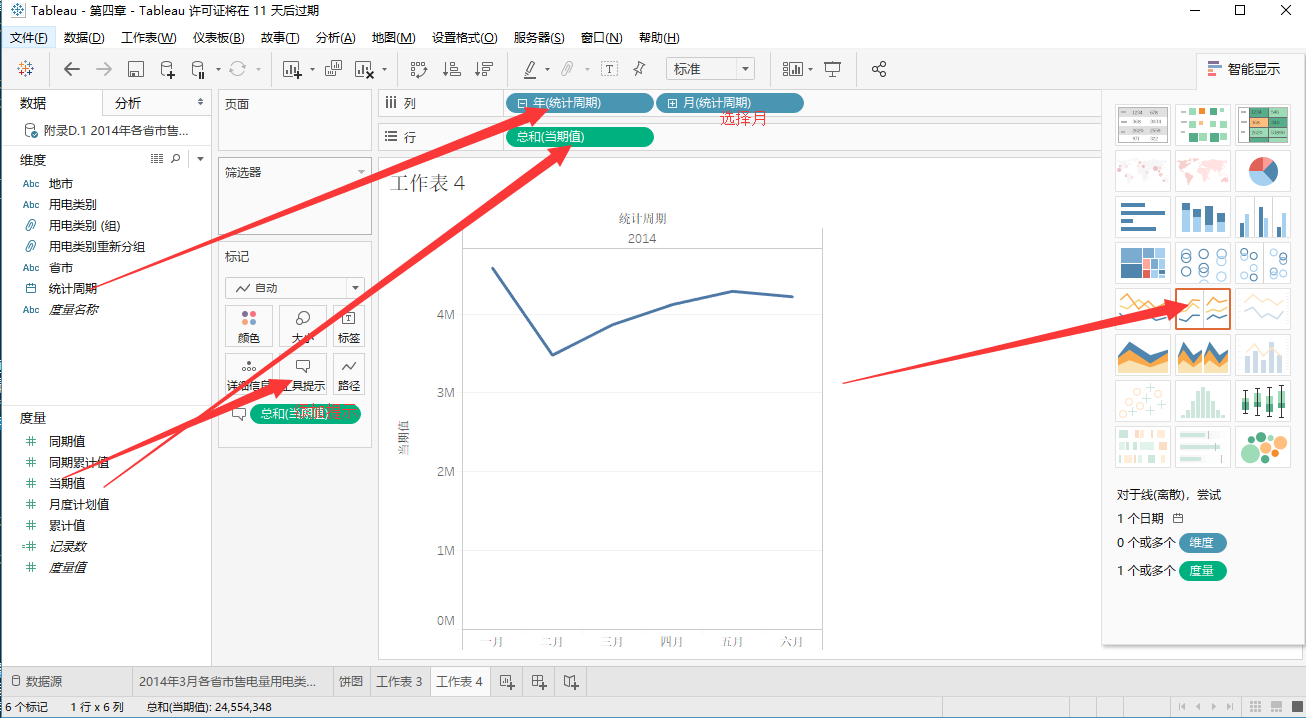 Tableau - 第四章 - Tableau 许可证将在 11 天后过期
文件(F) 数据(D) 工作表(W) 仪表板(B) 故事(T) 分析(A) 地图(M) 设置格式(O) 服务器(S) 窗口(N) 帮助(H)
标准
智能显示
数据 分析
附录D.1 2014年各省市售...
维度
Abc 地市
Abc 用电类别
用电类别 (组)
用电类别重新分组
Abc 省市
统计周期
Abc 度量名称
度量
同期值
同期累计值
当期值
月度计划值
累计值
记录数
度量值
页面
筛选器
标记
自动
颜色 大小 标签
详细信息 工具提示 路径
总和(当期值)
列 年(统计周期) 月(统计周期)
选择月
行 总和(当期值)
工作表 4
统计周期
2014
当期值
4M
3M
2M
1M
0M
一月 二月 三月 四月 五月 六月
对于线(离散), 尝试
1 个日期
0 个或多个 维度
1 个或多个 度量
数据源 2014年3月各省市售电量用电类... 饼图 工作表 3 工作表 4
6 个标记 1 行 x 6 列 总和(当期值): 24,554,348